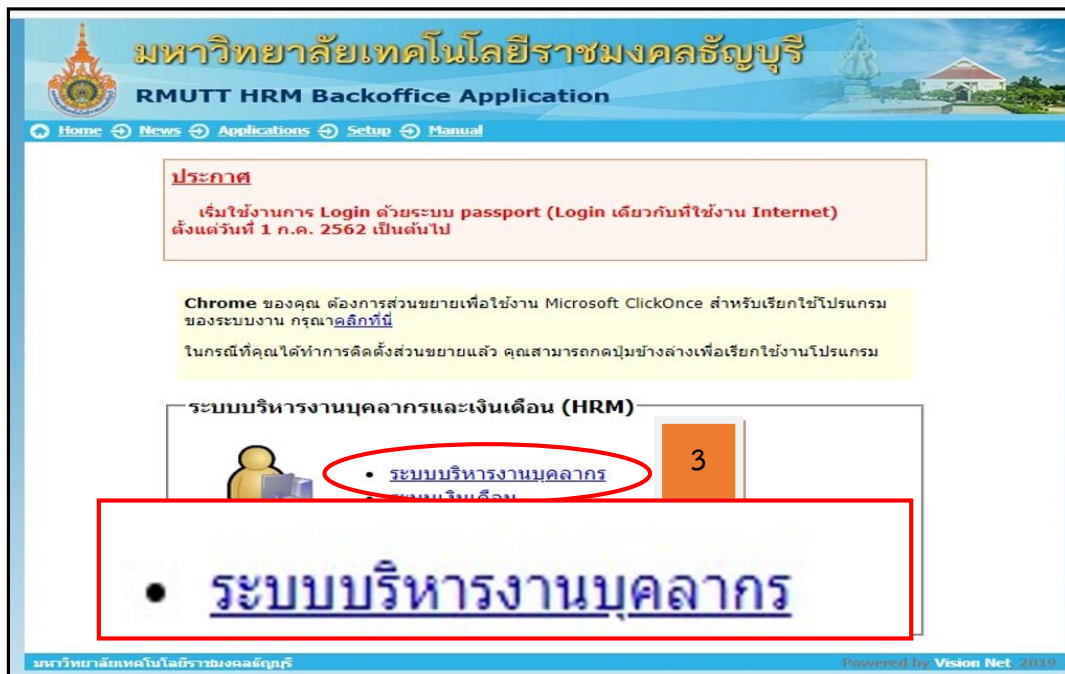 มหาวิทยาลัยเทคโนโลยีราชมงคลธัญบุรี
RMUTT HRM Backoffice Application
Home News Applications Setup Manual
ประกาศ
เริ่มใช้งานการ Login ด้วยระบบ passport (Login เดียวกับที่ใช้งาน Internet)
ตั้งแต่วันที่ 1 ก.ค. 2562 เป็นต้นไป
Chrome ของคุณ ต้องการส่วนขยายเพื่อใช้งาน Microsoft ClickOnce สำหรับเรียกใช้โปรแกรม
ของระบบงาน กรุณาคลิกที่นี่
ในกรณีที่คุณได้ทำการติดตั้งส่วนขยายแล้ว คุณสามารถกดปุ่มข้างล่างเพื่อเรียกใช้งานโปรแกรม
ระบบบริหารงานบุคลากรและเงินเดือน (HRM)
• ระบบบริหารงานบุคลากร
3
• ระบบเงินเดือน
• ระบบบริหารงานบุคลากร
มหาวิทยาลัยเทคโนโลยีราชมงคลธัญบุรี
Powered by Vision Net, 2019